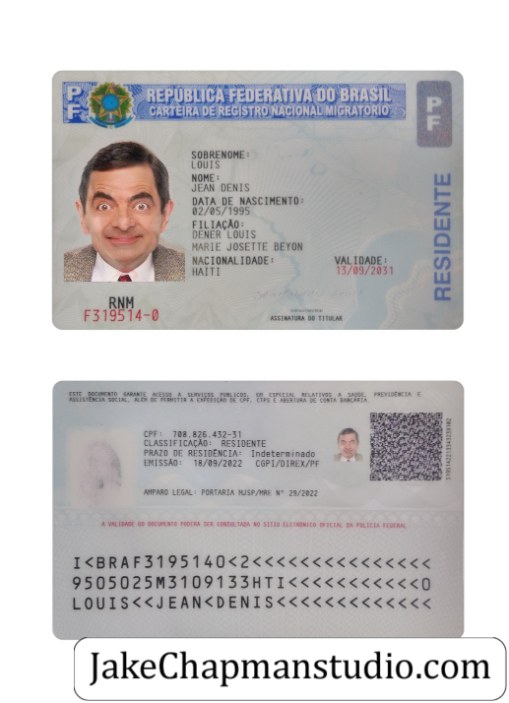 PF
REPÚBLICA FEDERATIVA DO BRASIL
CARTEIRA DE REGISTRO NACIONAL MIGRATÓRIO
PF
RESIDENTE
SOBRENOME:
LOUIS
NOME:
JEAN DENIS
DATA DE NASCIMENTO:
02/05/1995
FILIAÇÃO:
DENER LOUIS
MARIE JOSETTE BEYON
NACIONALIDADE:
HAITI
VALIDADE:
13/09/2031
RNM
F319514-0
ASSINATURA DO TITULAR
ESTE DOCUMENTO GARANTE ACESSO A SERVIÇOS PÚBLICOS, EM ESPECIAL RELATIVOS A SAÚDE, PREVIDÊNCIA E
ASSISTÊNCIA SOCIAL, ALÉM DE PERMITIR A EXPEDIÇÃO DE CPF, CTPS E ABERTURA DE CONTA BANCÁRIA.
CPF: 708.826.432-31
CLASSIFICAÇÃO: RESIDENTE
PRAZO DE RESIDÊNCIA: Indeterminado
EMISSÃO: 18/09/2022 CGPI/DIREX/PF
AMPARO LEGAL: PORTARIA MJSP/MRE N° 29/2022
A VALIDADE DO DOCUMENTO PODERÁ SER CONSULTADA NO SÍTIO ELETRÔNICO OFICIAL DA POLÍCIA FEDERAL
I<BRAF3195140<2<<<<<<<<<<<<<<<
9505025M3109133HTI<<<<<<<<<<<0
LOUIS<<JEAN<DENIS<<<<<<<<<<<<<
JakeChapmanstudio.com